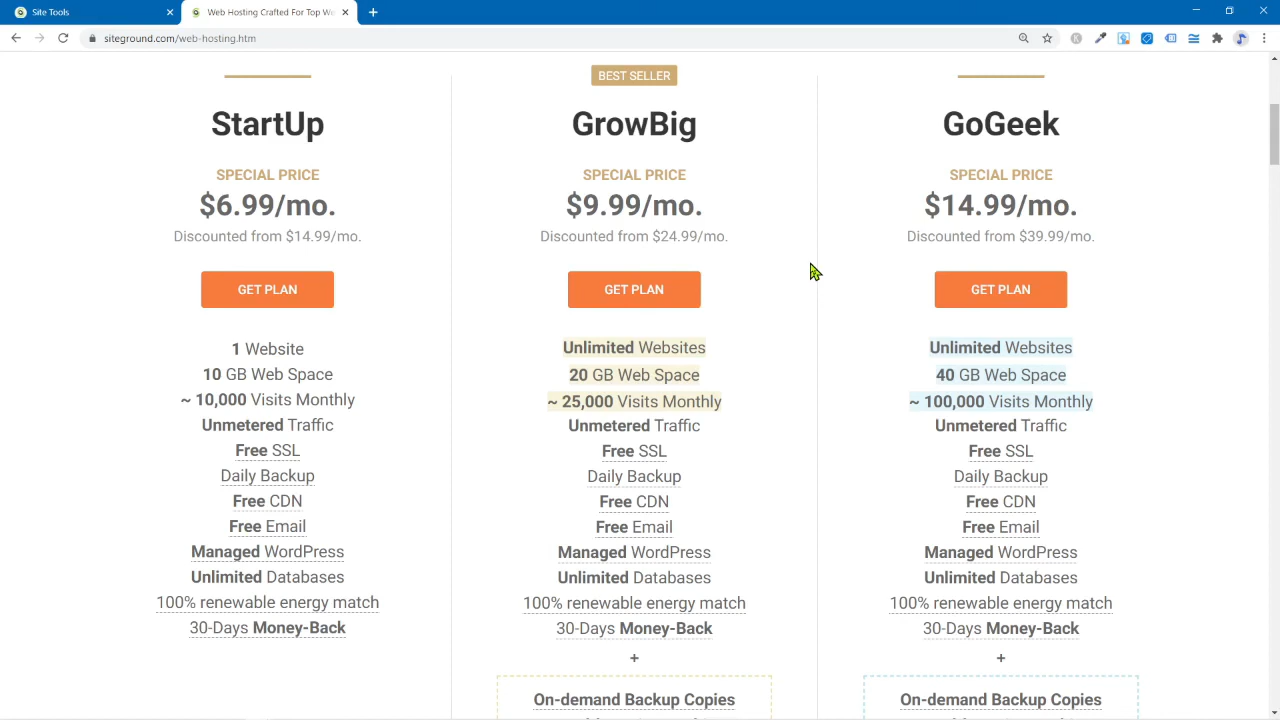 Site Tools
Web Hosting Crafted For Top We
siteground.com/web-hosting.htm
StartUp
SPECIAL PRICE
$6.99/mo.
Discounted from $14.99/mo.
GET PLAN
1 Website
10 GB Web Space
~ 10,000 Visits Monthly
Unmetered Traffic
Free SSL
Daily Backup
Free CDN
Free Email
Managed WordPress
Unlimited Databases
100% renewable energy match
30-Days Money-Back
BEST SELLER
GrowBig
SPECIAL PRICE
$9.99/mo.
Discounted from $24.99/mo.
GET PLAN
Unlimited Websites
20 GB Web Space
~ 25,000 Visits Monthly
Unmetered Traffic
Free SSL
Daily Backup
Free CDN
Free Email
Managed WordPress
Unlimited Databases
100% renewable energy match
30-Days Money-Back
+
On-demand Backup Copies
GoGeek
SPECIAL PRICE
$14.99/mo.
Discounted from $39.99/mo.
GET PLAN
Unlimited Websites
40 GB Web Space
~ 100,000 Visits Monthly
Unmetered Traffic
Free SSL
Daily Backup
Free CDN
Free Email
Managed WordPress
Unlimited Databases
100% renewable energy match
30-Days Money-Back
+
On-demand Backup Copies